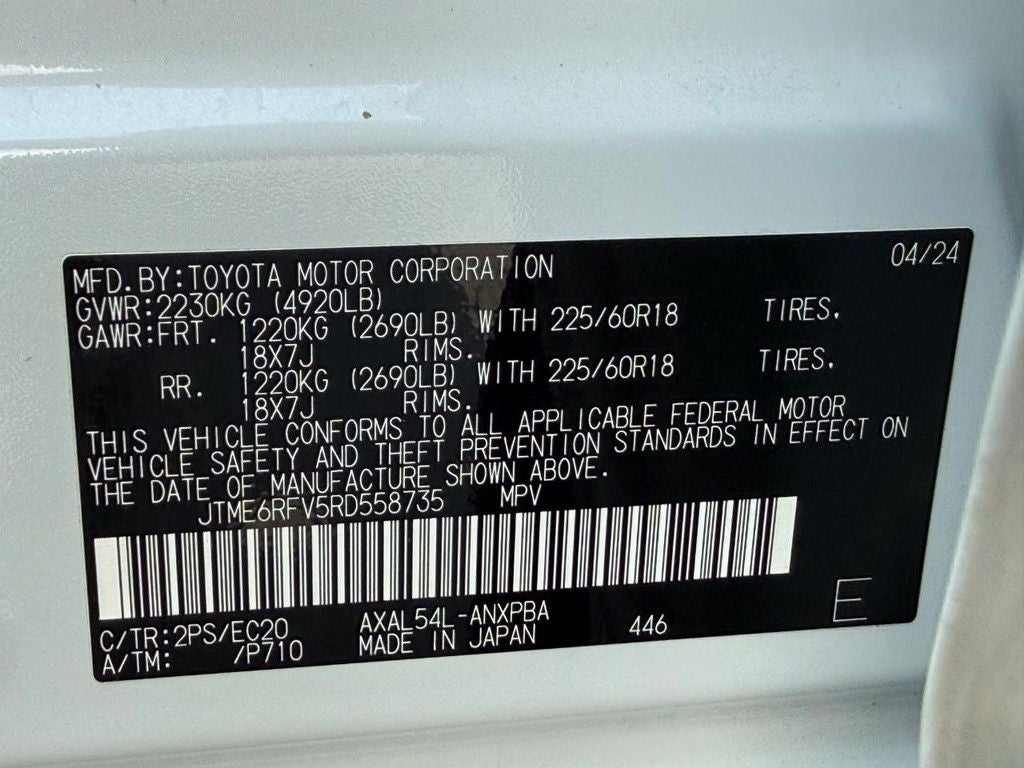 04/24
MFD.BY:TOYOTA MOTOR CORPORATION
GVWR:2230KG (4920LB)
GAWR:FRT. 1220KG (2690LB) WITH 225/60R18 TIRES,
18X7J RIMS.
RR. 1220KG (2690LB) WITH 225/60R18 TIRES,
18X7J RIMS.
THIS VEHICLE CONFORMS TO ALL APPLICABLE FEDERAL MOTOR
VEHICLE SAFETY AND THEFT PREVENTION STANDARDS IN EFFECT ON
THE DATE OF MANUFACTURE SHOWN ABOVE.
JTME6RFV5RD558735 MPV
C/TR:2PS/EC20 AXAL54L-ANXPBA 446 E
A/TM: /P710 MADE IN JAPAN